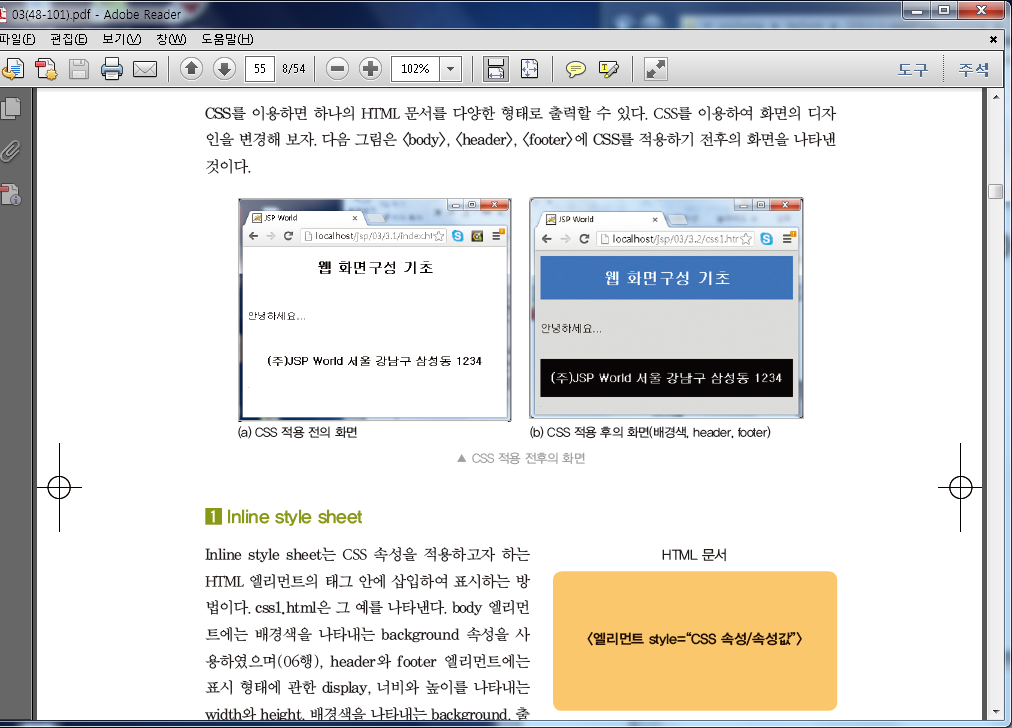 03(48-101).pdf - Adobe Reader
파일(F) 편집(E) 보기(V) 창(W) 도움말(H)
55 8/54 102% 도구 주석
CSS를 이용하면 하나의 HTML 문서를 다양한 형태로 출력할 수 있다. CSS를 이용하여 화면의 디자
인을 변경해 보자. 다음 그림은 〈body〉, 〈header〉, 〈footer〉에 CSS를 적용하기 전후의 화면을 나타낸
것이다.
JSP World
localhost/jsp/03/3.1/index.ht
웹 화면구성 기초
안녕하세요...
(주)JSP World 서울 강남구 삼성동 1234
(a) CSS 적용 전의 화면
JSP World
localhost/jsp/03/3.2/css1.htm
웹 화면구성 기초
안녕하세요...
(주)JSP World 서울 강남구 삼성동 1234
(b) CSS 적용 후의 화면(배경색, header, footer)
▲ CSS 적용 전후의 화면
1 Inline style sheet
Inline style sheet는 CSS 속성을 적용하고자 하는
HTML 엘리먼트의 태그 안에 삽입하여 표시하는 방
법이다. css1.html은 그 예를 나타낸다. body 엘리먼
트에는 배경색을 나타내는 background 속성을 사
용하였으며(06행), header와 footer 엘리먼트에는
표시 형태에 관한 display, 너비와 높이를 나타내는
width와 height, 배경색을 나타내는 background, 출
HTML 문서
〈엘리먼트 style=“CSS 속성/속성값”〉